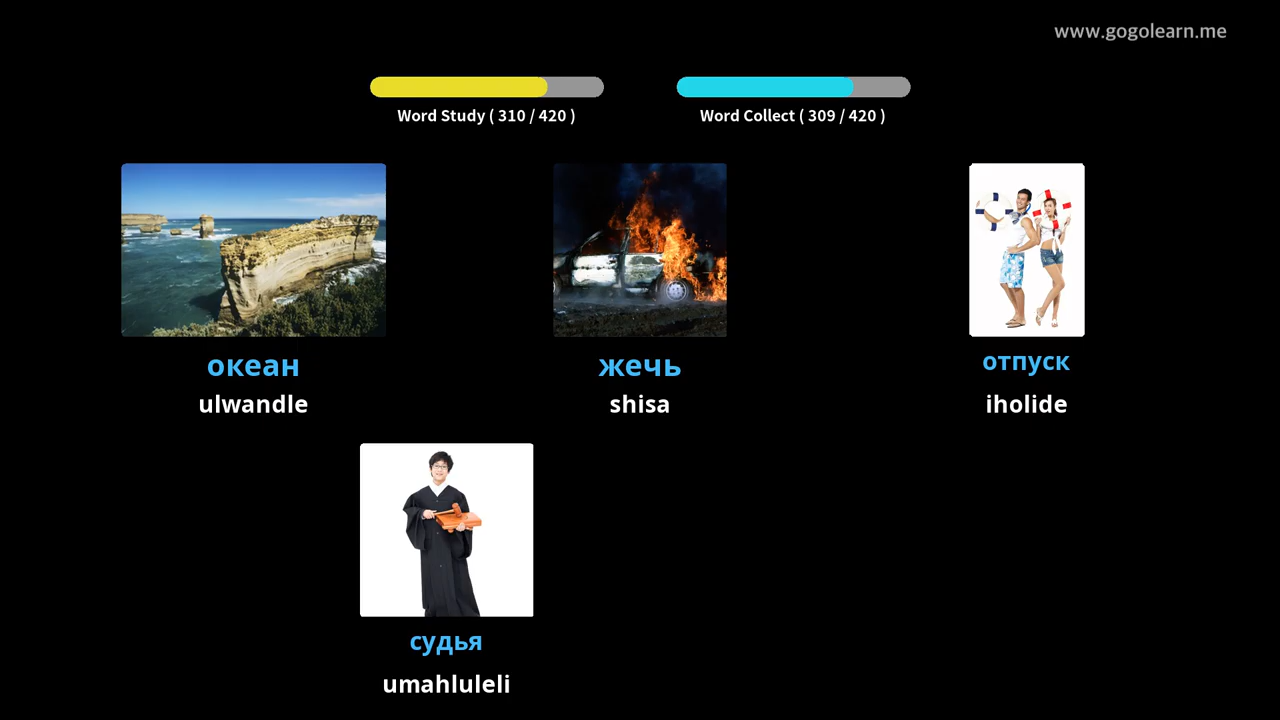 www.gogolearn.me
Word Study ( 310 / 420 )
Word Collect ( 309 / 420 )
океан
жечь
отпуск
ulwandle
shisa
iholide
судья
umahluleli